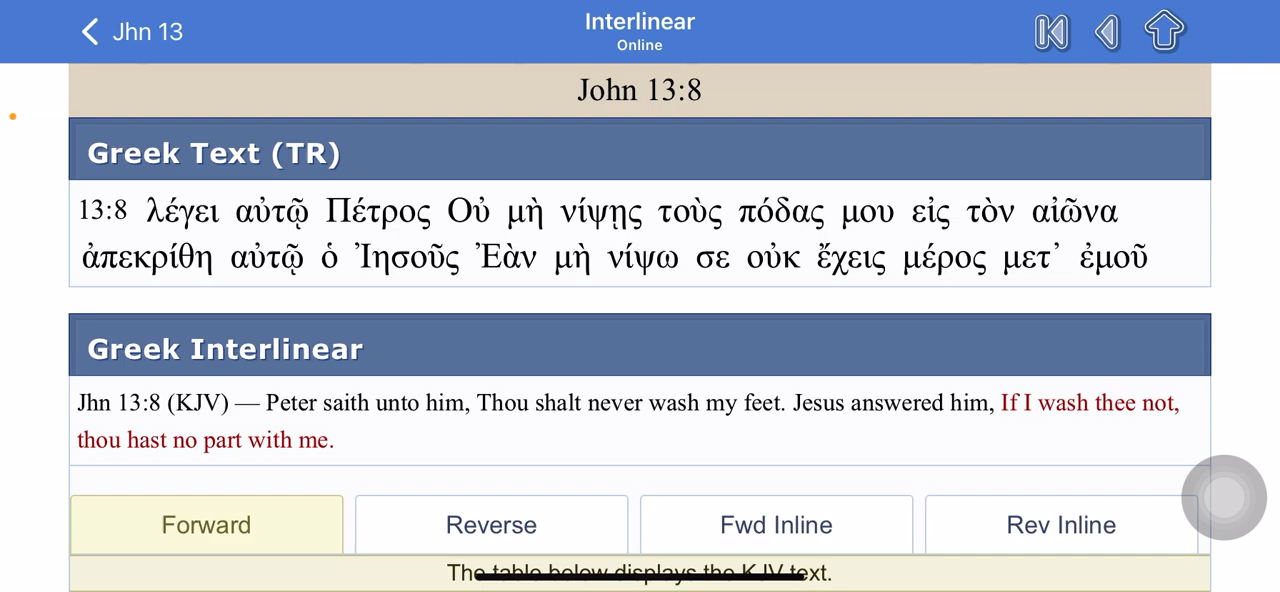 Jhn 13
Interlinear
Online
John 13:8
Greek Text (TR)
13:8 λέγει αὐτῷ Πέτρος Οὐ μὴ νίψῃς τοὺς πόδας μου εἰς τὸν αἰῶνα
ἀπεκρίθη αὐτῷ ὁ Ἰησοῦς Ἐὰν μὴ νίψω σε οὐκ ἔχεις μέρος μετ᾽ ἐμοῦ
Greek Interlinear
Jhn 13:8 (KJV) — Peter saith unto him, Thou shalt never wash my feet. Jesus answered him, If I wash thee not,
thou hast no part with me.
Forward
Reverse
Fwd Inline
Rev Inline
The table below displays the KJV text.